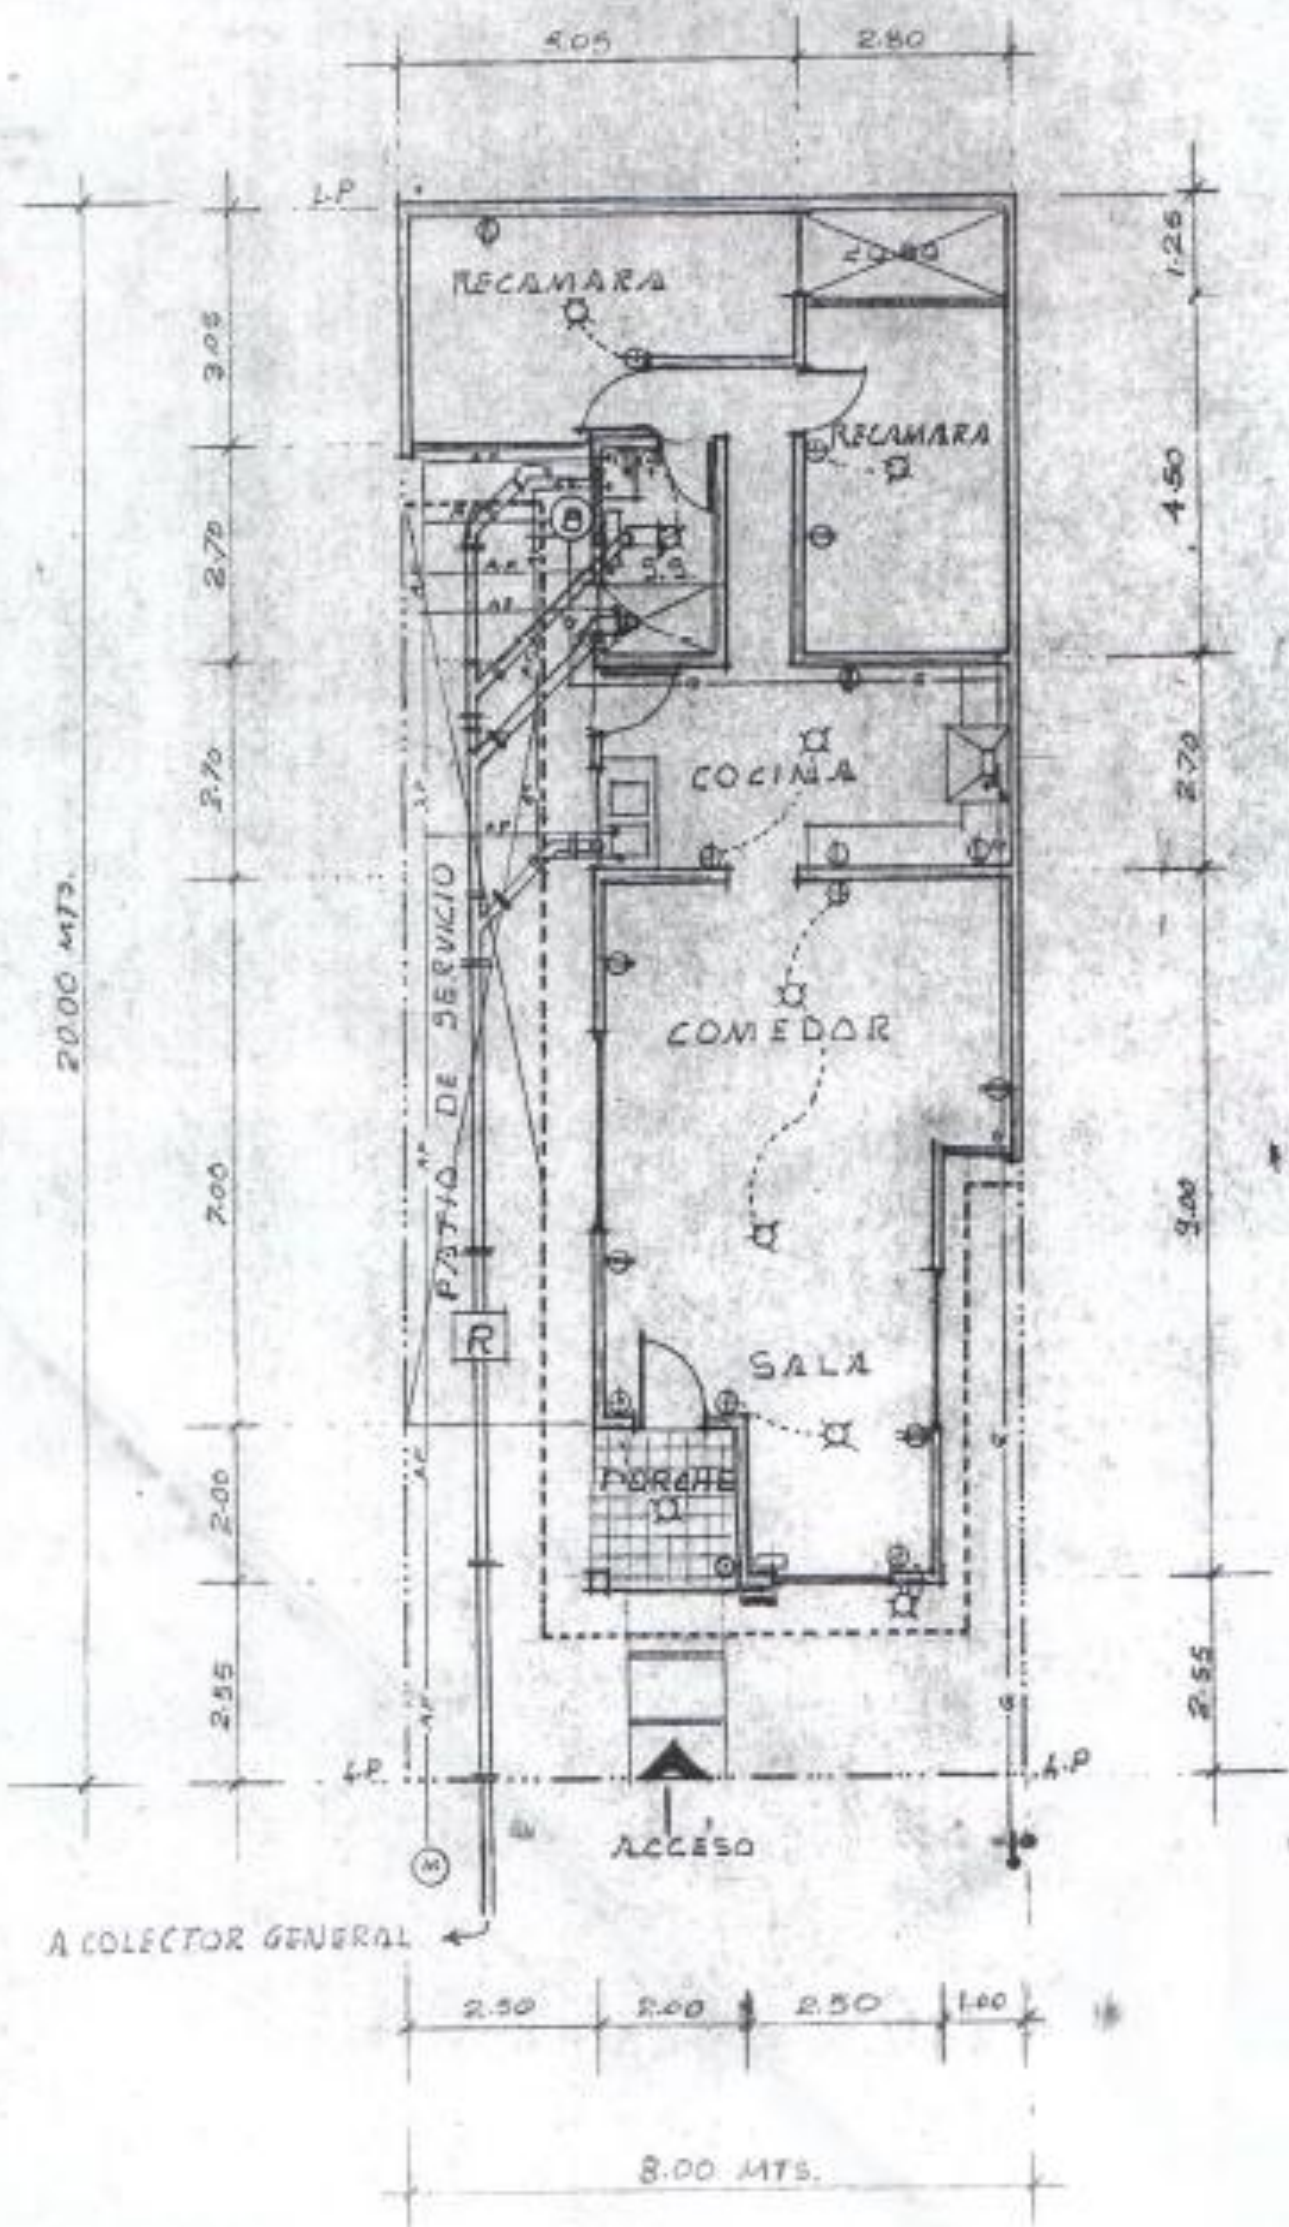 5.05
2.80
L.P
RECAMARA
1.25
3.05
RECAMARA
4.50
B
S.S
2.70
A.F
COCINA
2.70
2.70
20.00 MTS.
PATIO DE SERVICIO
COMEDOR
7.00
9.00
R
SALA
PORCHE
2.00
2.55
2.55
L.P
L.P
ACCESO
M
A COLECTOR GENERAL
2.50
2.00
2.50
1.00
8.00 MTS.